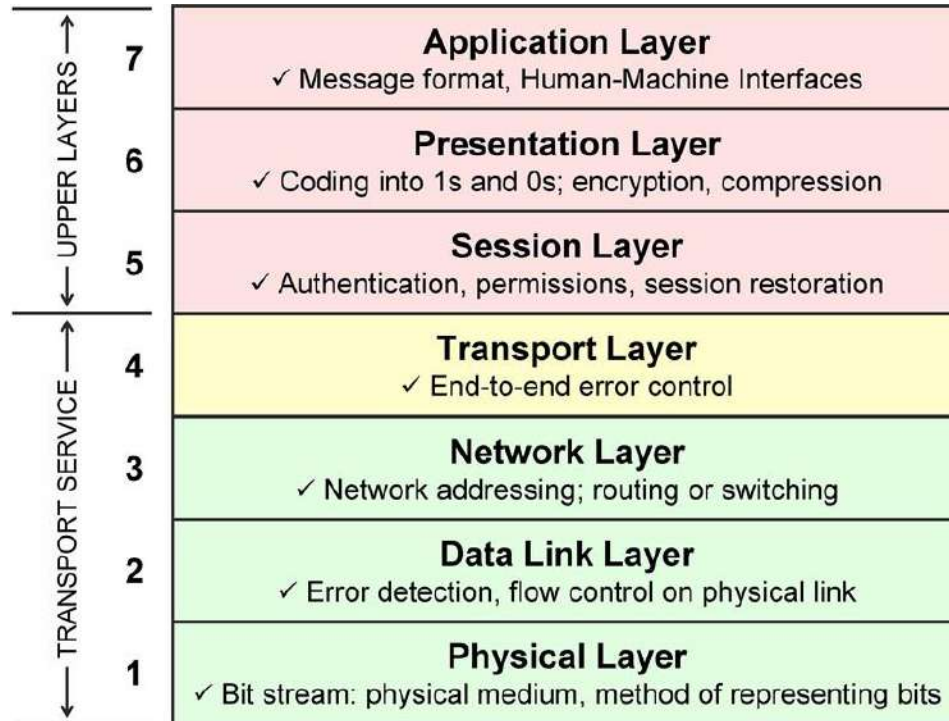 UPPER LAYERS
7
Application Layer
✓ Message format, Human-Machine Interfaces
6
Presentation Layer
✓ Coding into 1s and 0s; encryption, compression
5
Session Layer
✓ Authentication, permissions, session restoration
TRANSPORT SERVICE
4
Transport Layer
✓ End-to-end error control
3
Network Layer
✓ Network addressing; routing or switching
2
Data Link Layer
✓ Error detection, flow control on physical link
1
Physical Layer
✓ Bit stream: physical medium, method of representing bits